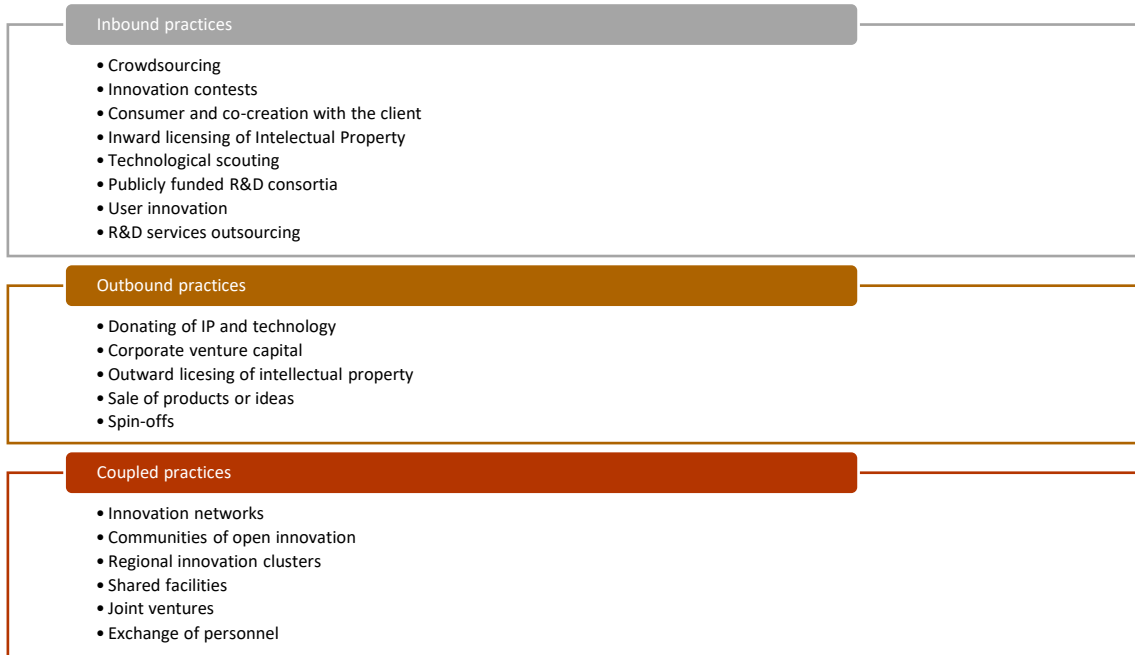 Inbound practices
• Crowdsourcing
• Innovation contests
• Consumer and co-creation with the client
• Inward licensing of Intelectual Property
• Technological scouting
• Publicly funded R&D consortia
• User innovation
• R&D services outsourcing
Outbound practices
• Donating of IP and technology
• Corporate venture capital
• Outward licesing of intellectual property
• Sale of products or ideas
• Spin-offs
Coupled practices
• Innovation networks
• Communities of open innovation
• Regional innovation clusters
• Shared facilities
• Joint ventures
• Exchange of personnel